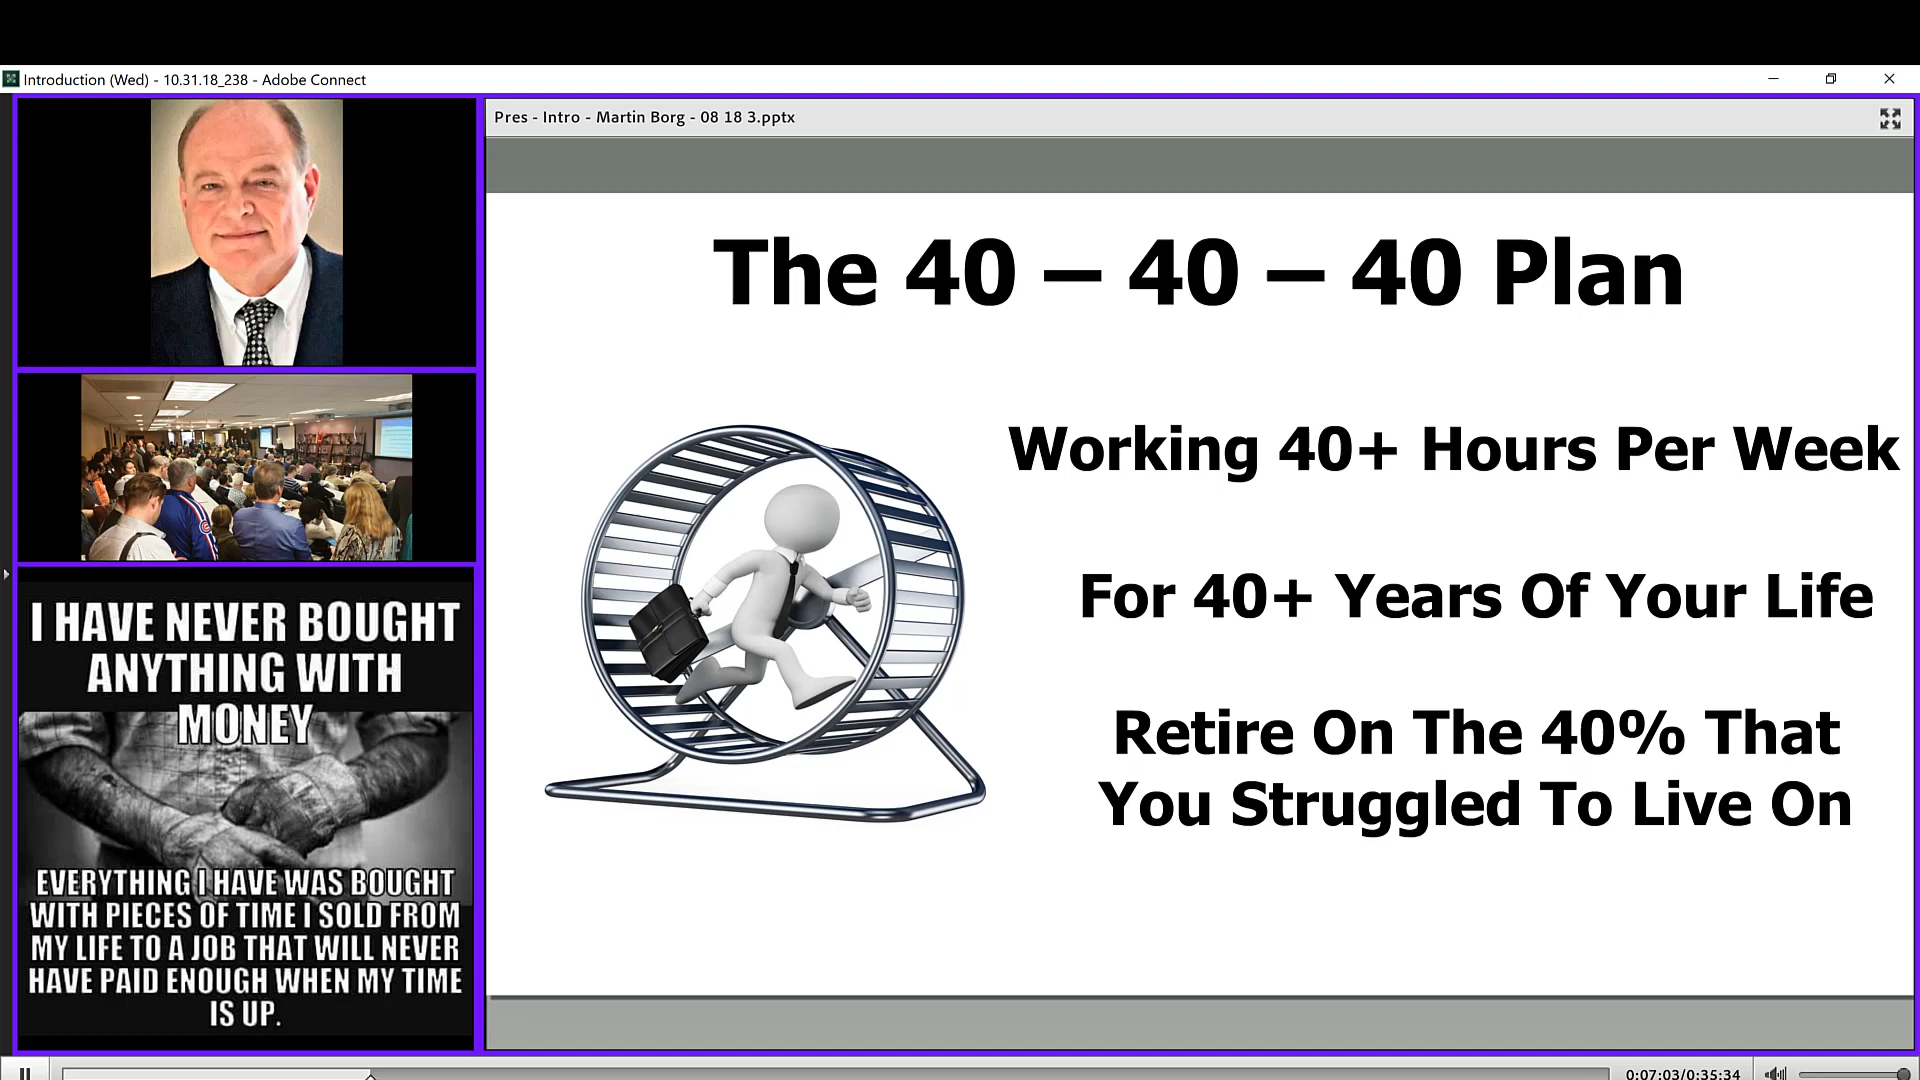 Introduction (Wed) - 10.31.18_238 - Adobe Connect
Pres - Intro - Martin Borg - 08 18 3.pptx
The 40 – 40 – 40 Plan
Working 40+ Hours Per Week
For 40+ Years Of Your Life
Retire On The 40% That
You Struggled To Live On
I HAVE NEVER BOUGHT
ANYTHING WITH
MONEY
EVERYTHING I HAVE WAS BOUGHT
WITH PIECES OF TIME I SOLD FROM
MY LIFE TO A JOB THAT WILL NEVER
HAVE PAID ENOUGH WHEN MY TIME
IS UP.
0:07:03/0:35:34